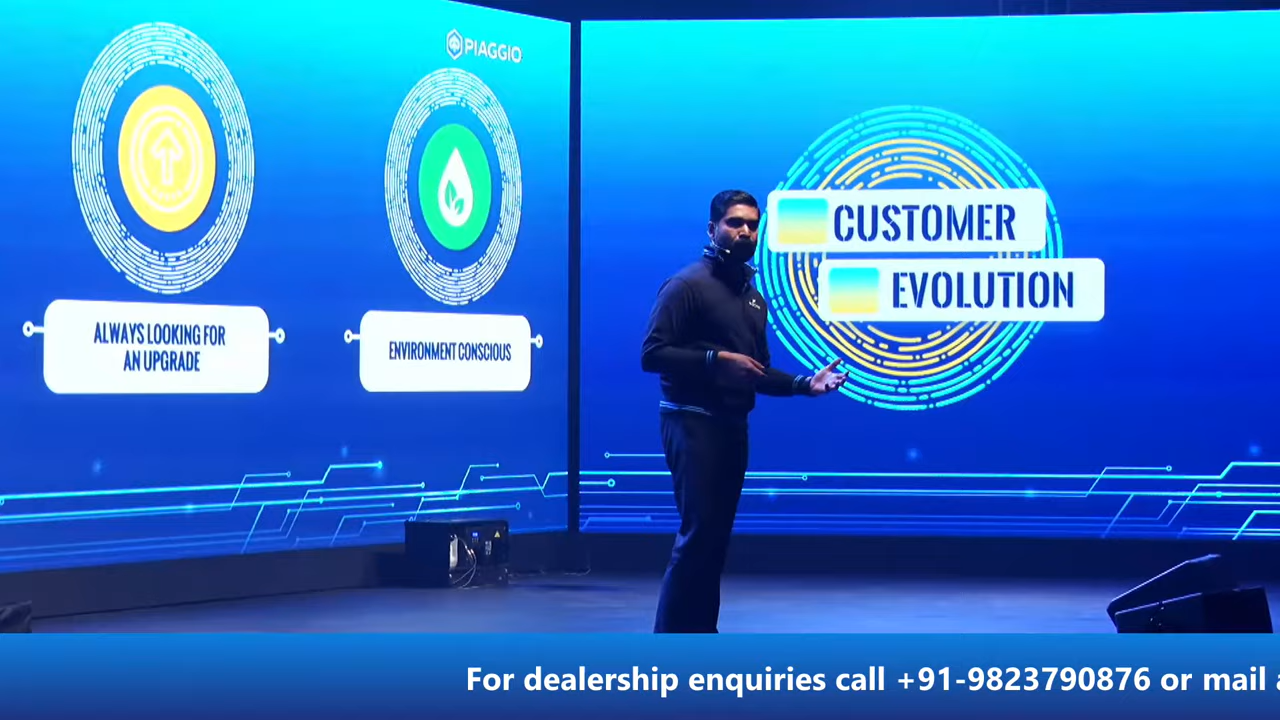 PIAGGIO
ALWAYS LOOKING FOR
AN UPGRADE
ENVIRONMENT CONSCIOUS
CUSTOMER
EVOLUTION
For dealership enquiries call +91-9823790876 or mail